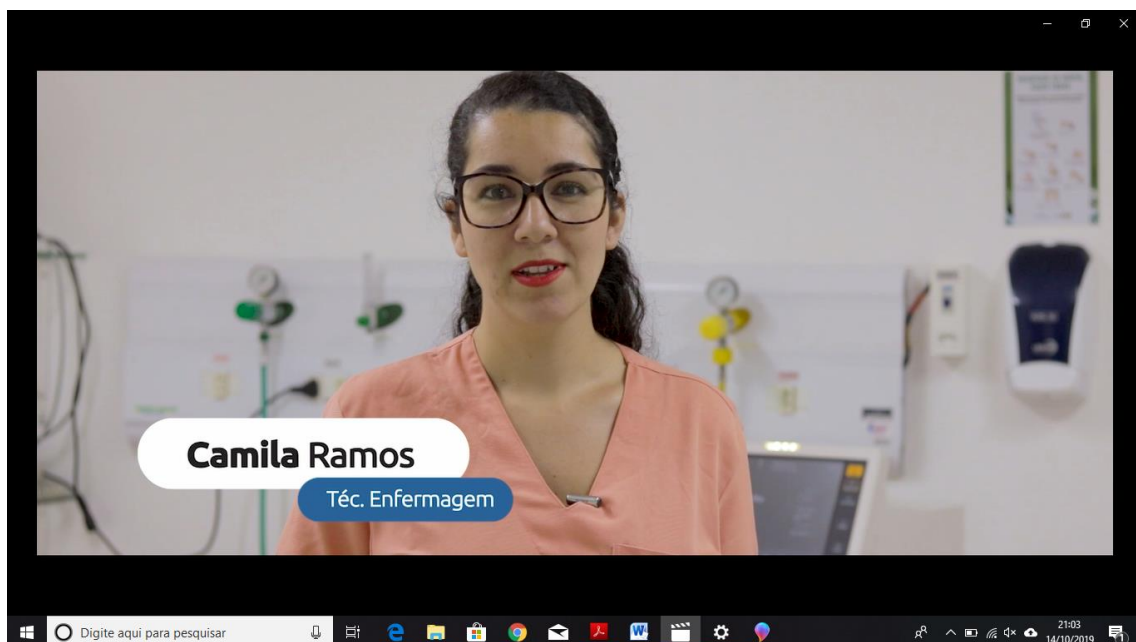 Camila Ramos
Téc. Enfermagem
Digite aqui para pesquisar
21:03
14/10/2019